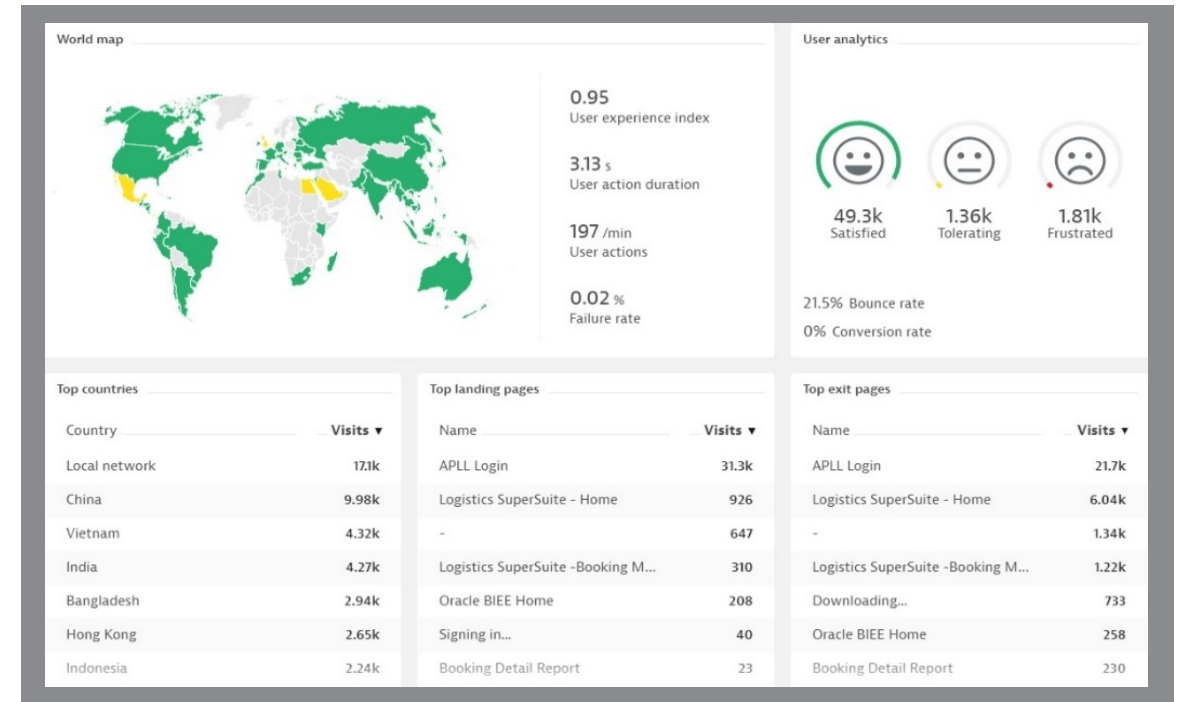 World map
0.95
User experience index
3.13 s
User action duration
197 /min
User actions
0.02 %
Failure rate
User analytics
49.3k
Satisfied
1.36k
Tolerating
1.81k
Frustrated
21.5% Bounce rate
0% Conversion rate
Top countries
Country Visits ▼
Local network 17.1k
China 9.98k
Vietnam 4.32k
India 4.27k
Bangladesh 2.94k
Hong Kong 2.65k
Indonesia 2.24k
Top landing pages
Name Visits ▼
APLL Login 31.3k
Logistics SuperSuite - Home 926
- 647
Logistics SuperSuite -Booking M... 310
Oracle BIEE Home 208
Signing in... 40
Booking Detail Report 23
Top exit pages
Name Visits ▼
APLL Login 21.7k
Logistics SuperSuite - Home 6.04k
- 1.34k
Logistics SuperSuite -Booking M... 1.22k
Downloading... 733
Oracle BIEE Home 258
Booking Detail Report 230